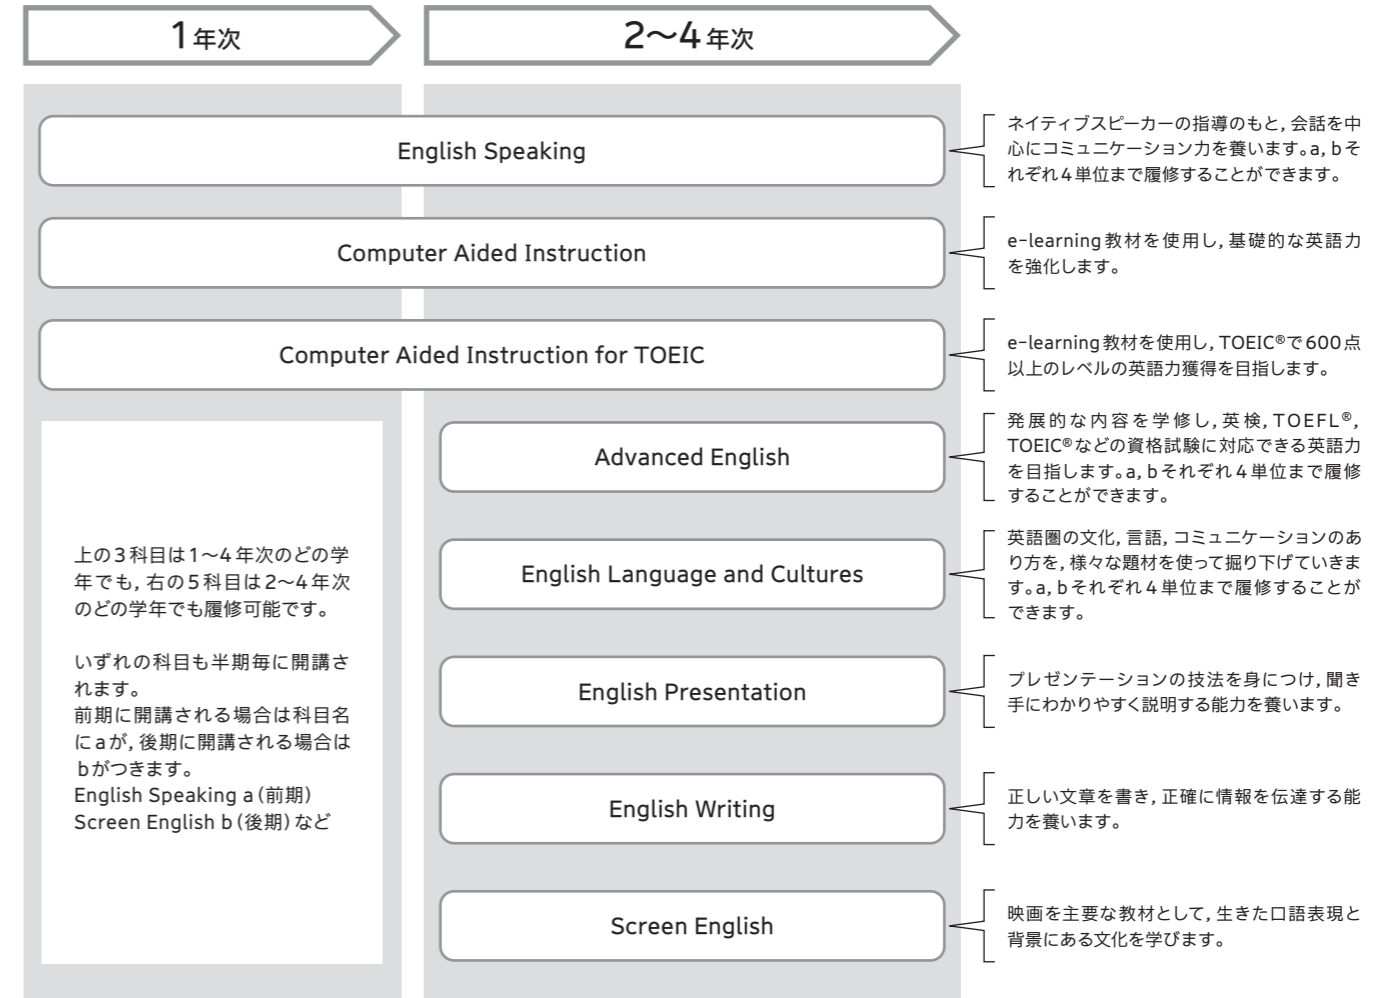 1年次
2〜4年次
English Speaking
ネイティブスピーカーの指導のもと, 会話を中
心にコミュニケーション力を養います。a, bそ
れぞれ4単位まで履修することができます。
Computer Aided Instruction
e-learning教材を使用し, 基礎的な英語力
を強化します。
Computer Aided Instruction for TOEIC
e-learning教材を使用し, TOEIC®で600点
以上のレベルの英語力獲得を目指します。
上の3科目は1〜4年次のどの学
年でも, 右の5科目は2〜4年次
のどの学年でも履修可能です。
いずれの科目も半期毎に開講さ
れます。
前期に開講される場合は科目名
にaが, 後期に開講される場合は
bがつきます。
English Speaking a(前期)
Screen English b(後期)など
Advanced English
発展的な内容を学修し, 英検, TOEFL®,
TOEIC®などの資格試験に対応できる英語力
を目指します。a, bそれぞれ4単位まで履修
することができます。
English Language and Cultures
英語圏の文化, 言語, コミュニケーションのあ
り方を, 様々な題材を使って掘り下げていきま
す。a, bそれぞれ4単位まで履修することが
できます。
English Presentation
プレゼンテーションの技法を身につけ, 聞き
手にわかりやすく説明する能力を養います。
English Writing
正しい文章を書き, 正確に情報を伝達する能
力を養います。
Screen English
映画を主要な教材として, 生きた口語表現と
背景にある文化を学びます。